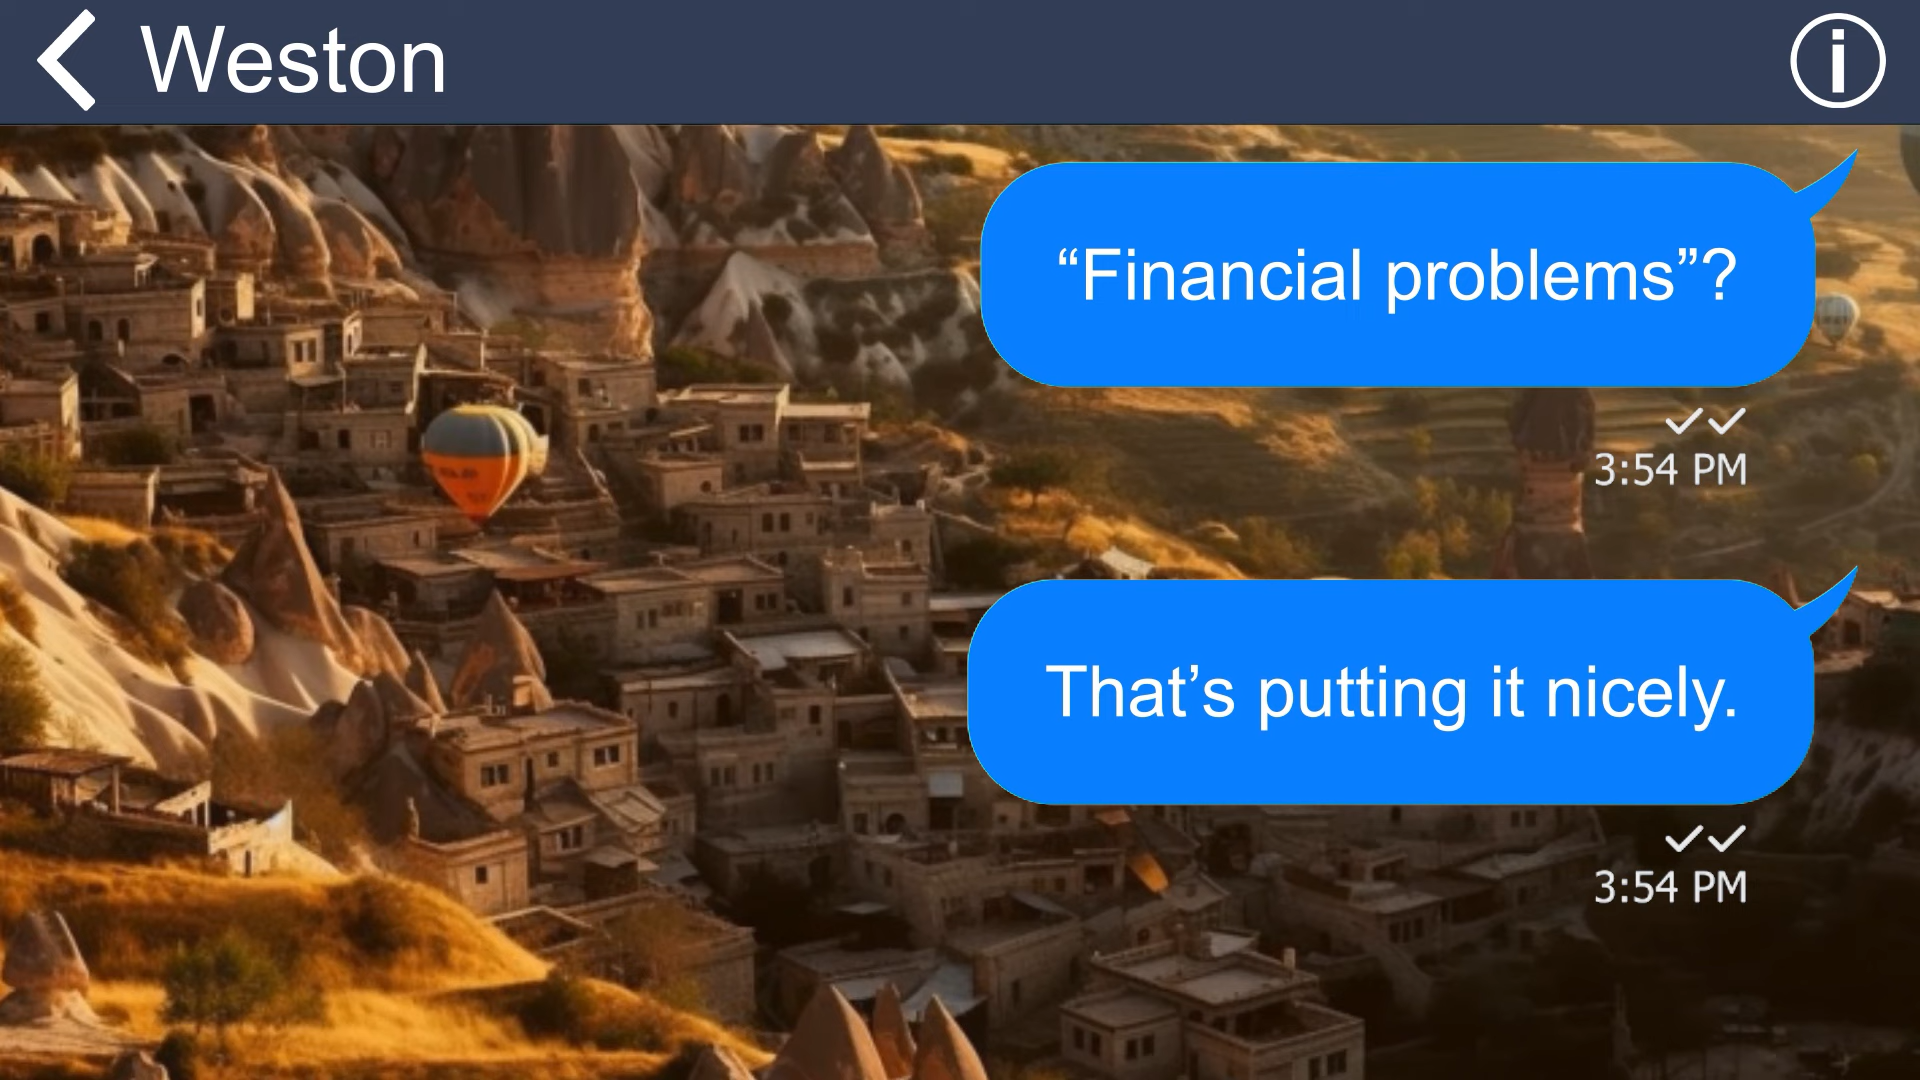 Weston
“Financial problems”?
3:54 PM
That’s putting it nicely.
3:54 PM